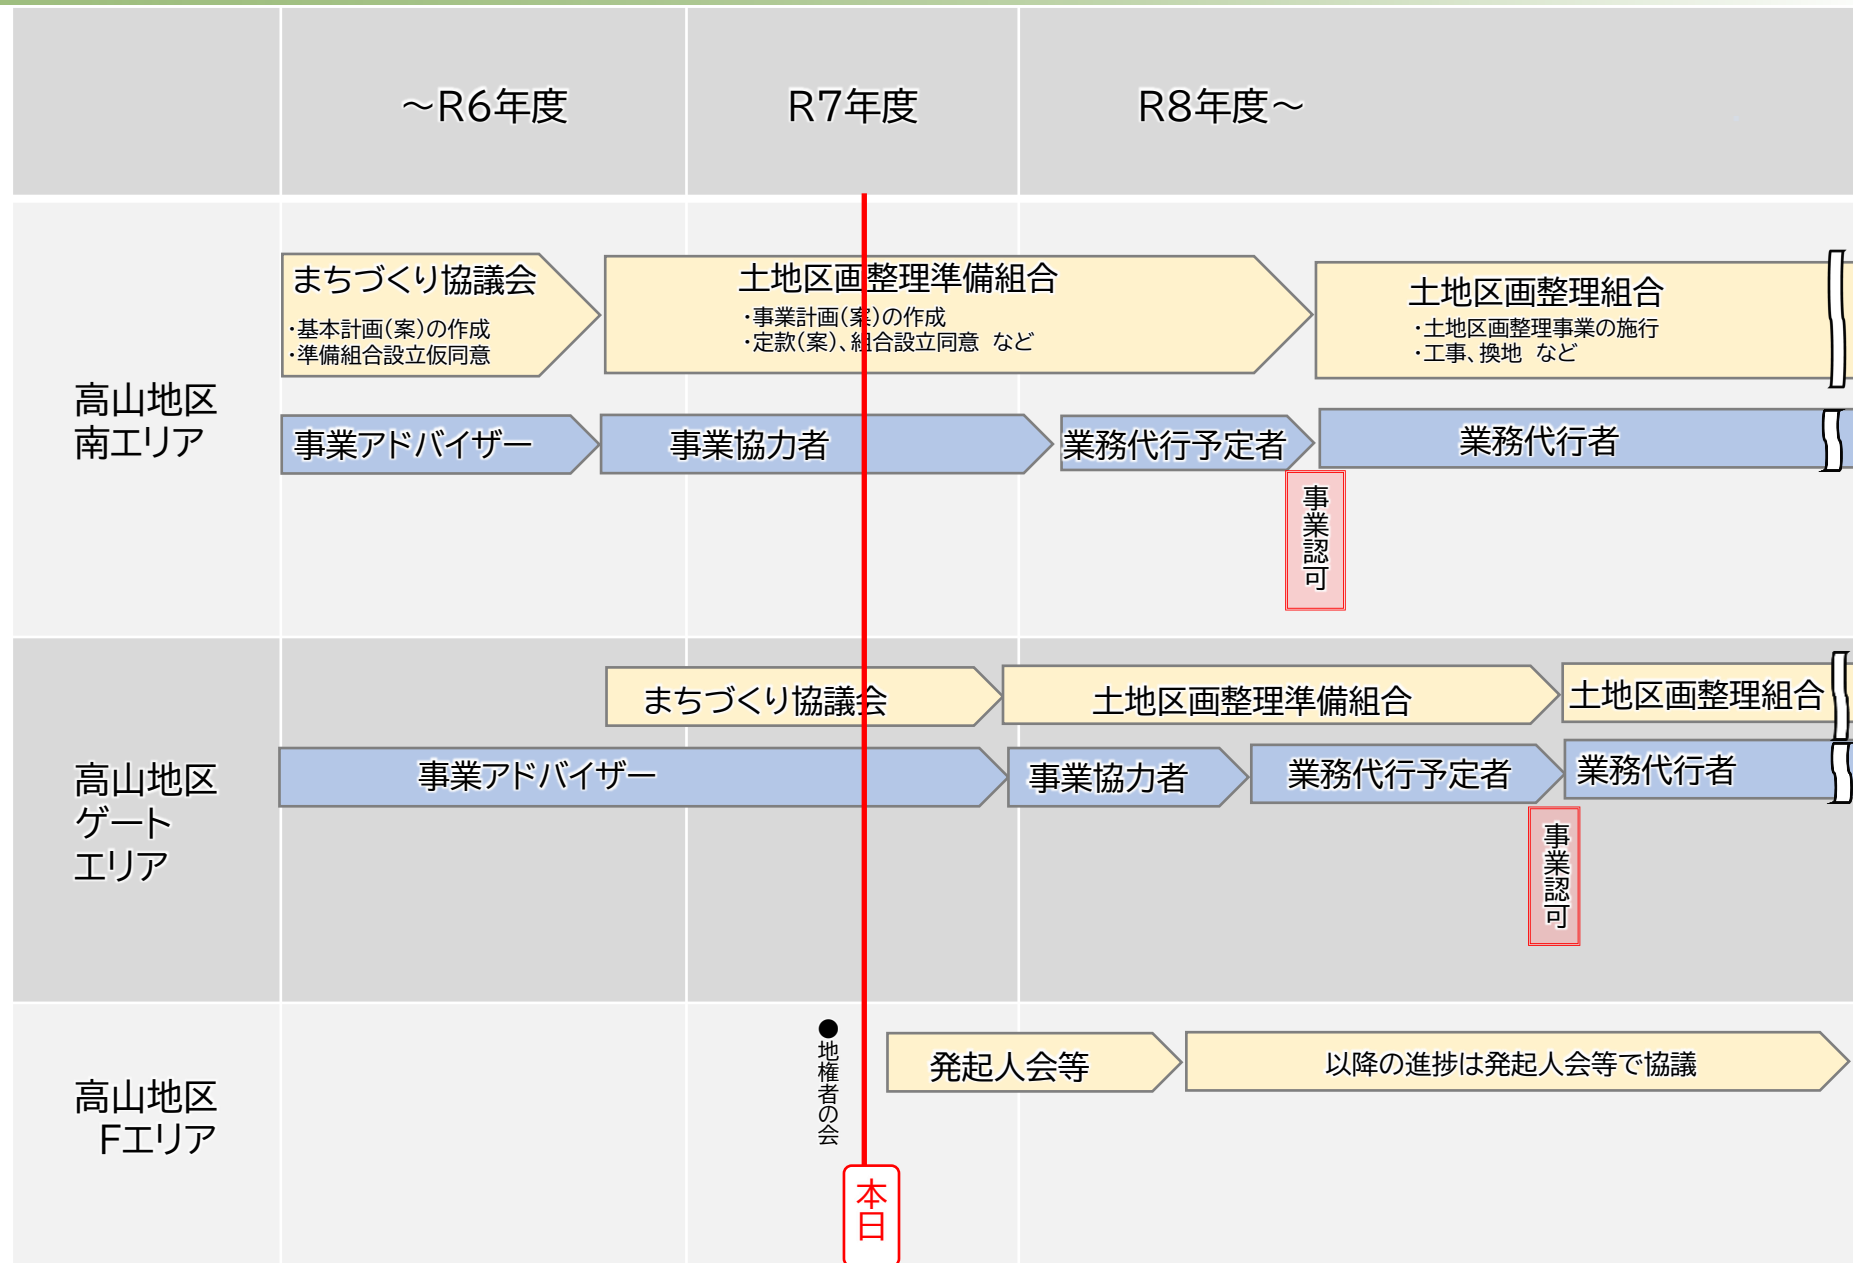 ～R6年度
R7年度
R8年度～
高山地区
南エリア
まちづくり協議会
・基本計画（案）の作成
・準備組合設立仮同意
土地区画整理準備組合
・事業計画（案）の作成
・定款（案）、組合設立同意 など
土地区画整理組合
・土地区画整理事業の施行
・工事、換地 など
事業アドバイザー
事業協力者
業務代行予定者
業務代行者
事業認可
高山地区
ゲート
エリア
まちづくり協議会
土地区画整理準備組合
土地区画整理組合
事業アドバイザー
事業協力者
業務代行予定者
業務代行者
事業認可
高山地区
Fエリア
●地権者の会
発起人会等
以降の進捗は発起人会等で協議
本日